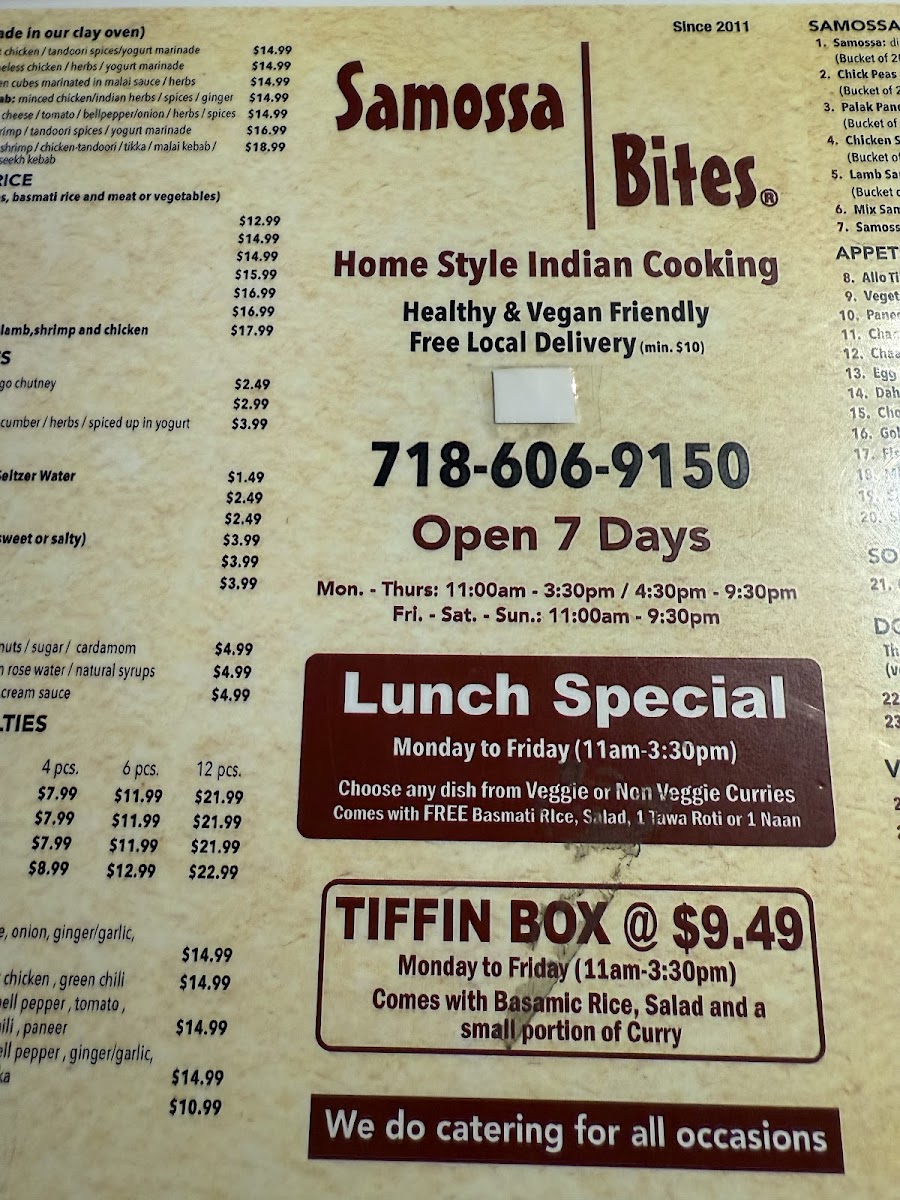 ade in our clay oven)
chicken / tandoori spices/yogurt marinade $14.99
eless chicken / herbs / yogurt marinade $14.99
en cubes marinated in malai sauce / herbs $14.99
ab: minced chicken/indian herbs / spices / ginger $14.99
cheese / tomato / bellpepper/onion / herbs / spices $14.99
rimp / tandoori spices / yogurt marinade $16.99
shrimp / chicken-tandoori / tikka / malai kebab / $18.99
seekh kebab
RICE
s, basmati rice and meat or vegetables)
$12.99
$14.99
$14.99
$15.99
$16.99
$16.99
lamb,shrimp and chicken $17.99
S
go chutney $2.49
$2.99
cumber / herbs / spiced up in yogurt $3.99
Seltzer Water $1.49
$2.49
$2.49
sweet or salty) $3.99
$3.99
$3.99
nuts / sugar / cardamom $4.99
n rose water / natural syrups $4.99
cream sauce $4.99
LTIES
4 pcs. 6 pcs. 12 pcs.
$7.99 $11.99 $21.99
$7.99 $11.99 $21.99
$7.99 $11.99 $21.99
$8.99 $12.99 $22.99
e, onion, ginger/garlic,
$14.99
chicken , green chili $14.99
ell pepper , tomato ,
ili , paneer $14.99
ell pepper , ginger/garlic,
ka $14.99
$10.99
Since 2011
Samossa
Bites®
Home Style Indian Cooking
Healthy & Vegan Friendly
Free Local Delivery (min. $10)
718-606-9150
Open 7 Days
Mon. - Thurs: 11:00am - 3:30pm / 4:30pm - 9:30pm
Fri. - Sat. - Sun.: 11:00am - 9:30pm
Lunch Special
Monday to Friday (11am-3:30pm)
Choose any dish from Veggie or Non Veggie Curries
Comes with FREE Basmati RIce, Salad, 1 Tawa Roti or 1 Naan
TIFFIN BOX @ $9.49
Monday to Friday (11am-3:30pm)
Comes with Basamic Rice, Salad and a
small portion of Curry
We do catering for all occasions
SAMOSSA
1. Samossa: di
(Bucket of 2
2. Chick Peas
(Bucket of 2
3. Palak Pan
(Bucket of
4. Chicken S
(Bucket of
5. Lamb Sa
(Bucket o
6. Mix Sam
7. Samoss
APPET
8. Allo Ti
9. Veget
10. Panee
11. Chac
12. Chaa
13. Egg
14. Dah
15. Cho
16. Gol
17. Fis
18.
19.
20. S
SO
21.
DO
Th
(v
22
23
V